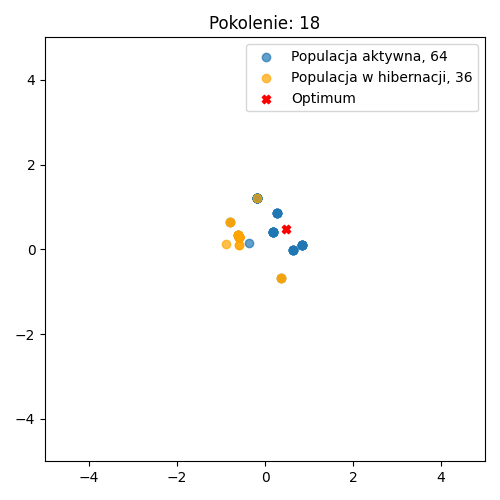 Pokolenie: 18
Populacja aktywna, 64
Populacja w hibernacji, 36
Optimum
4
2
0
−2
−4
−4
−2
0
2
4